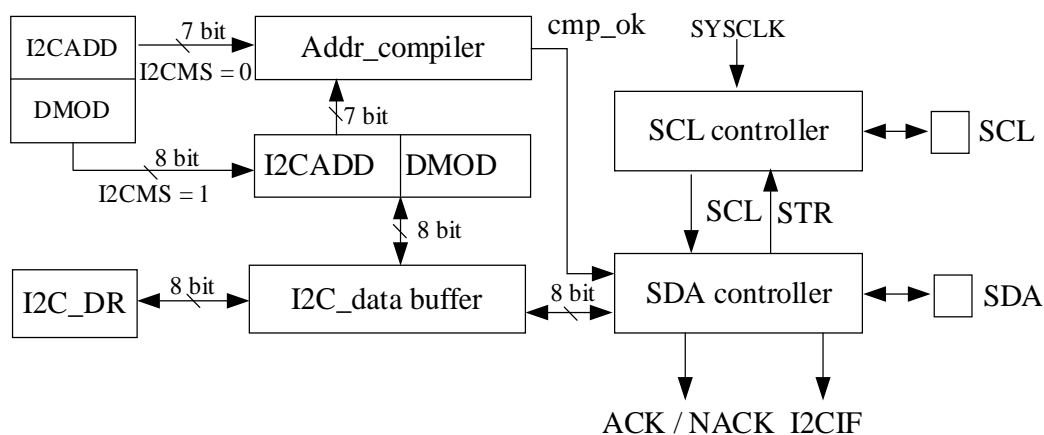 I2CADD
7 bit
I2CMS = 0
Addr_compiler
cmp_ok
SYSCLK
DMOD
7 bit
SCL controller
SCL
8 bit
I2CMS = 1
I2CADD
DMOD
SCL
STR
8 bit
I2C_DR
8 bit
I2C_data buffer
8 bit
SDA controller
SDA
ACK / NACK
I2CIF